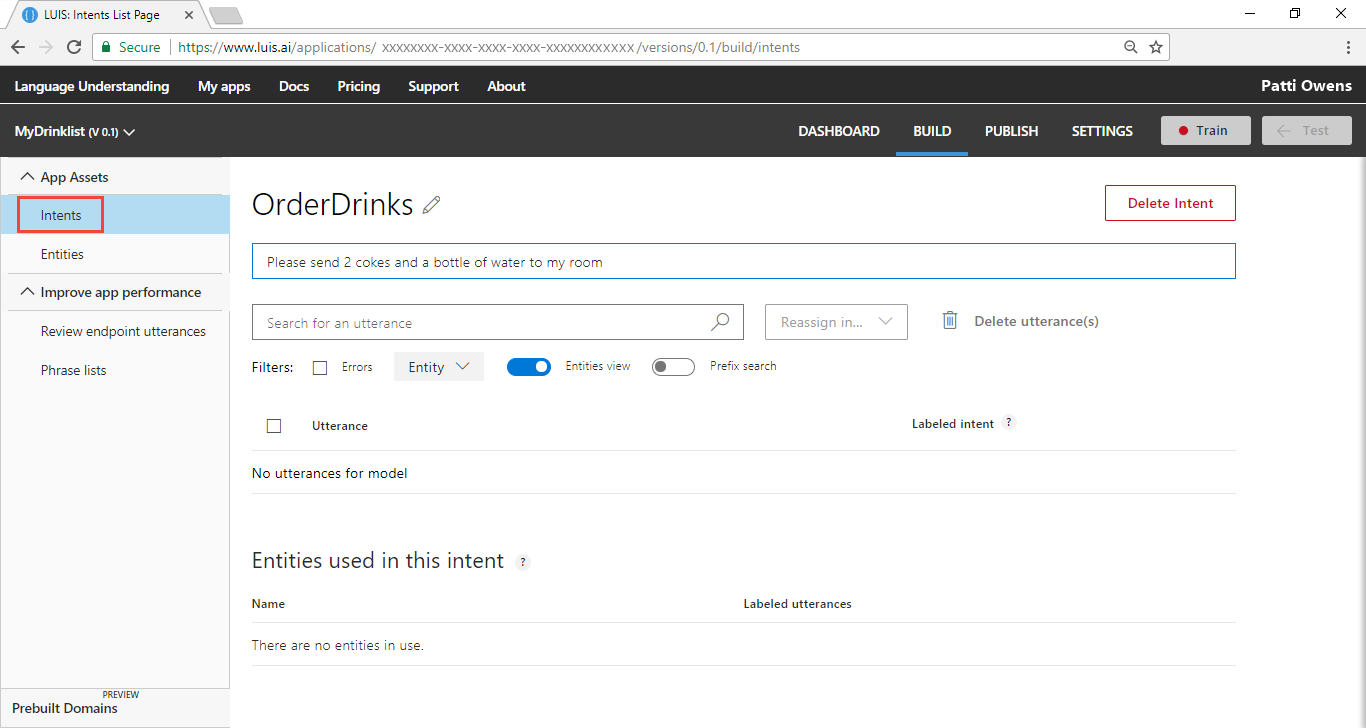 LUIS: Intents List Page
Secure https://www.luis.ai/applications/ xxxxxxxx-xxxx-xxxx-xxxx-xxxxxxxxxxxx/versions/0.1/build/intents
Language Understanding My apps Docs Pricing Support About Patti Owens
MyDrinklist (V 0.1) DASHBOARD BUILD PUBLISH SETTINGS Train Test
App Assets
Intents
Entities
Improve app performance
Review endpoint utterances
Phrase lists
PREVIEW
Prebuilt Domains
OrderDrinks
Delete Intent
Please send 2 cokes and a bottle of water to my room
Search for an utterance Reassign in... Delete utterance(s)
Filters: Errors Entity Entities view Prefix search
Utterance Labeled intent ?
No utterances for model
Entities used in this intent ?
Name Labeled utterances
There are no entities in use.